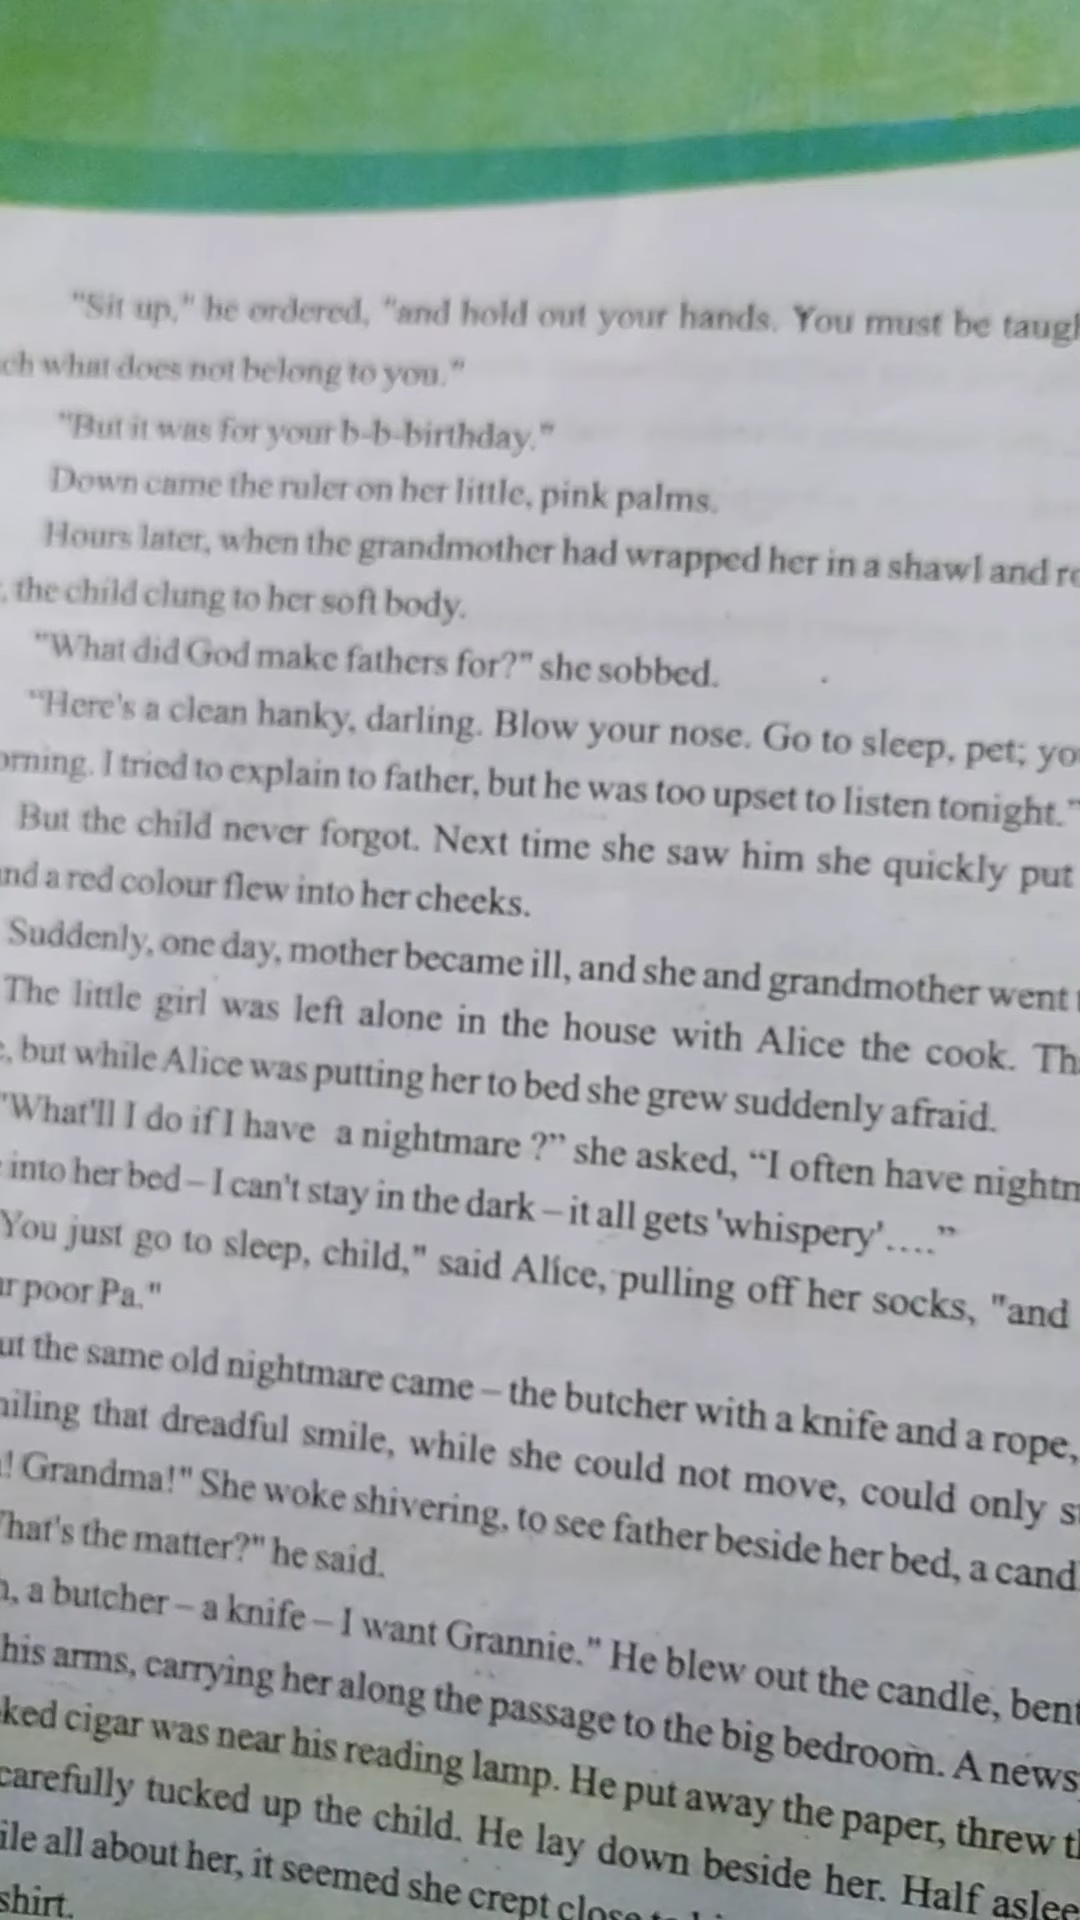 "Sit up," he ordered, "and hold out your hands. You must be taugh
ch what does not belong to you."
"But it was for your b-b-birthday."
Down came the ruler on her little, pink palms.
Hours later, when the grandmother had wrapped her in a shawl and ro
, the child clung to her soft body.
"What did God make fathers for?" she sobbed.
"Here's a clean hanky, darling. Blow your nose. Go to sleep, pet; yo
orning. I tried to explain to father, but he was too upset to listen tonight."
But the child never forgot. Next time she saw him she quickly put
nd a red colour flew into her cheeks.
Suddenly, one day, mother became ill, and she and grandmother went t
The little girl was left alone in the house with Alice the cook. Th
, but while Alice was putting her to bed she grew suddenly afraid.
"What'll I do if I have a nightmare ?” she asked, “I often have nightm
into her bed – I can't stay in the dark – it all gets 'whispery'....”
You just go to sleep, child," said Alice, pulling off her socks, "and
ur poor Pa."
ut the same old nightmare came – the butcher with a knife and a rope,
niling that dreadful smile, while she could not move, could only st
! Grandma!" She woke shivering, to see father beside her bed, a cand
hat's the matter?" he said.
h, a butcher – a knife – I want Grannie." He blew out the candle, bent
his arms, carrying her along the passage to the big bedroom. A news
ked cigar was near his reading lamp. He put away the paper, threw th
carefully tucked up the child. He lay down beside her. Half aslee
ile all about her, it seemed she crept close
shirt.